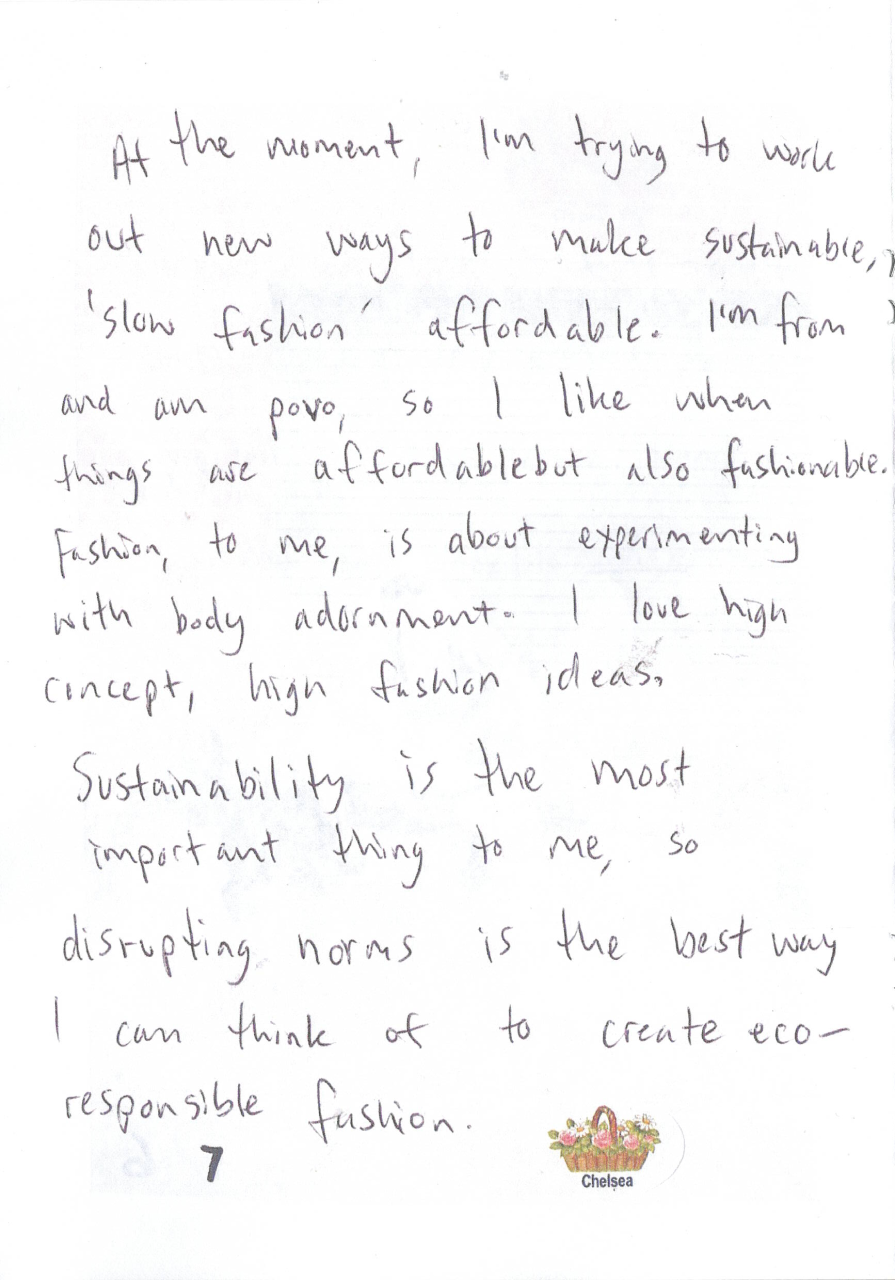 At the moment, I'm trying to work
out new ways to make sustainable,
'slow fashion' affordable. I'm from
and am povo, so I like when
things are affordablebut also fashionable.
Fashion, to me, is about experimenting
with body adornment. I love high
concept, high fashion ideas.
Sustainability is the most
important thing to me, so
disrupting norms is the best way
I can think of to create eco-
responsible fashion.
7
Chelsea